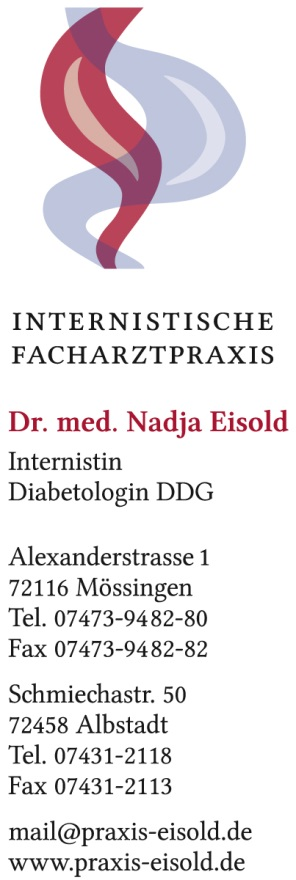 INTERNISTISCHE
FACHARZTPRAXIS
Dr. med. Nadja Eisold
Internistin
Diabetologin DDG
Alexanderstrasse 1
72116 Mössingen
Tel. 07473-9482-80
Fax 07473-9482-82
Schmiechastr. 50
72458 Albstadt
Tel. 07431-2118
Fax 07431-2113
mail@praxis-eisold.de
www.praxis-eisold.de